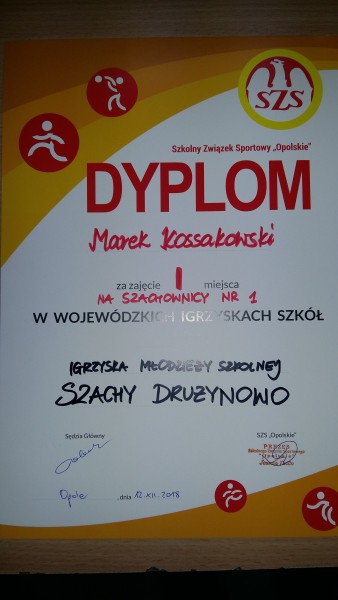 SZS
Szkolny Związek Sportowy „Opolskie"
DYPLOM
Marek Kossakowski
za zajęcie I miejsca
NA SZACHOWNICY NR 1
W WOJEWÓDZKICH IGRZYSKACH SZKÓŁ
IGRZYSKA MŁODZIEŻY SZKOLNEJ
SZACHY DRUŻYNOWO
Sędzia Główny
SZS „Opolskie"
PREZES
Opole, dnia 12.XII.2018